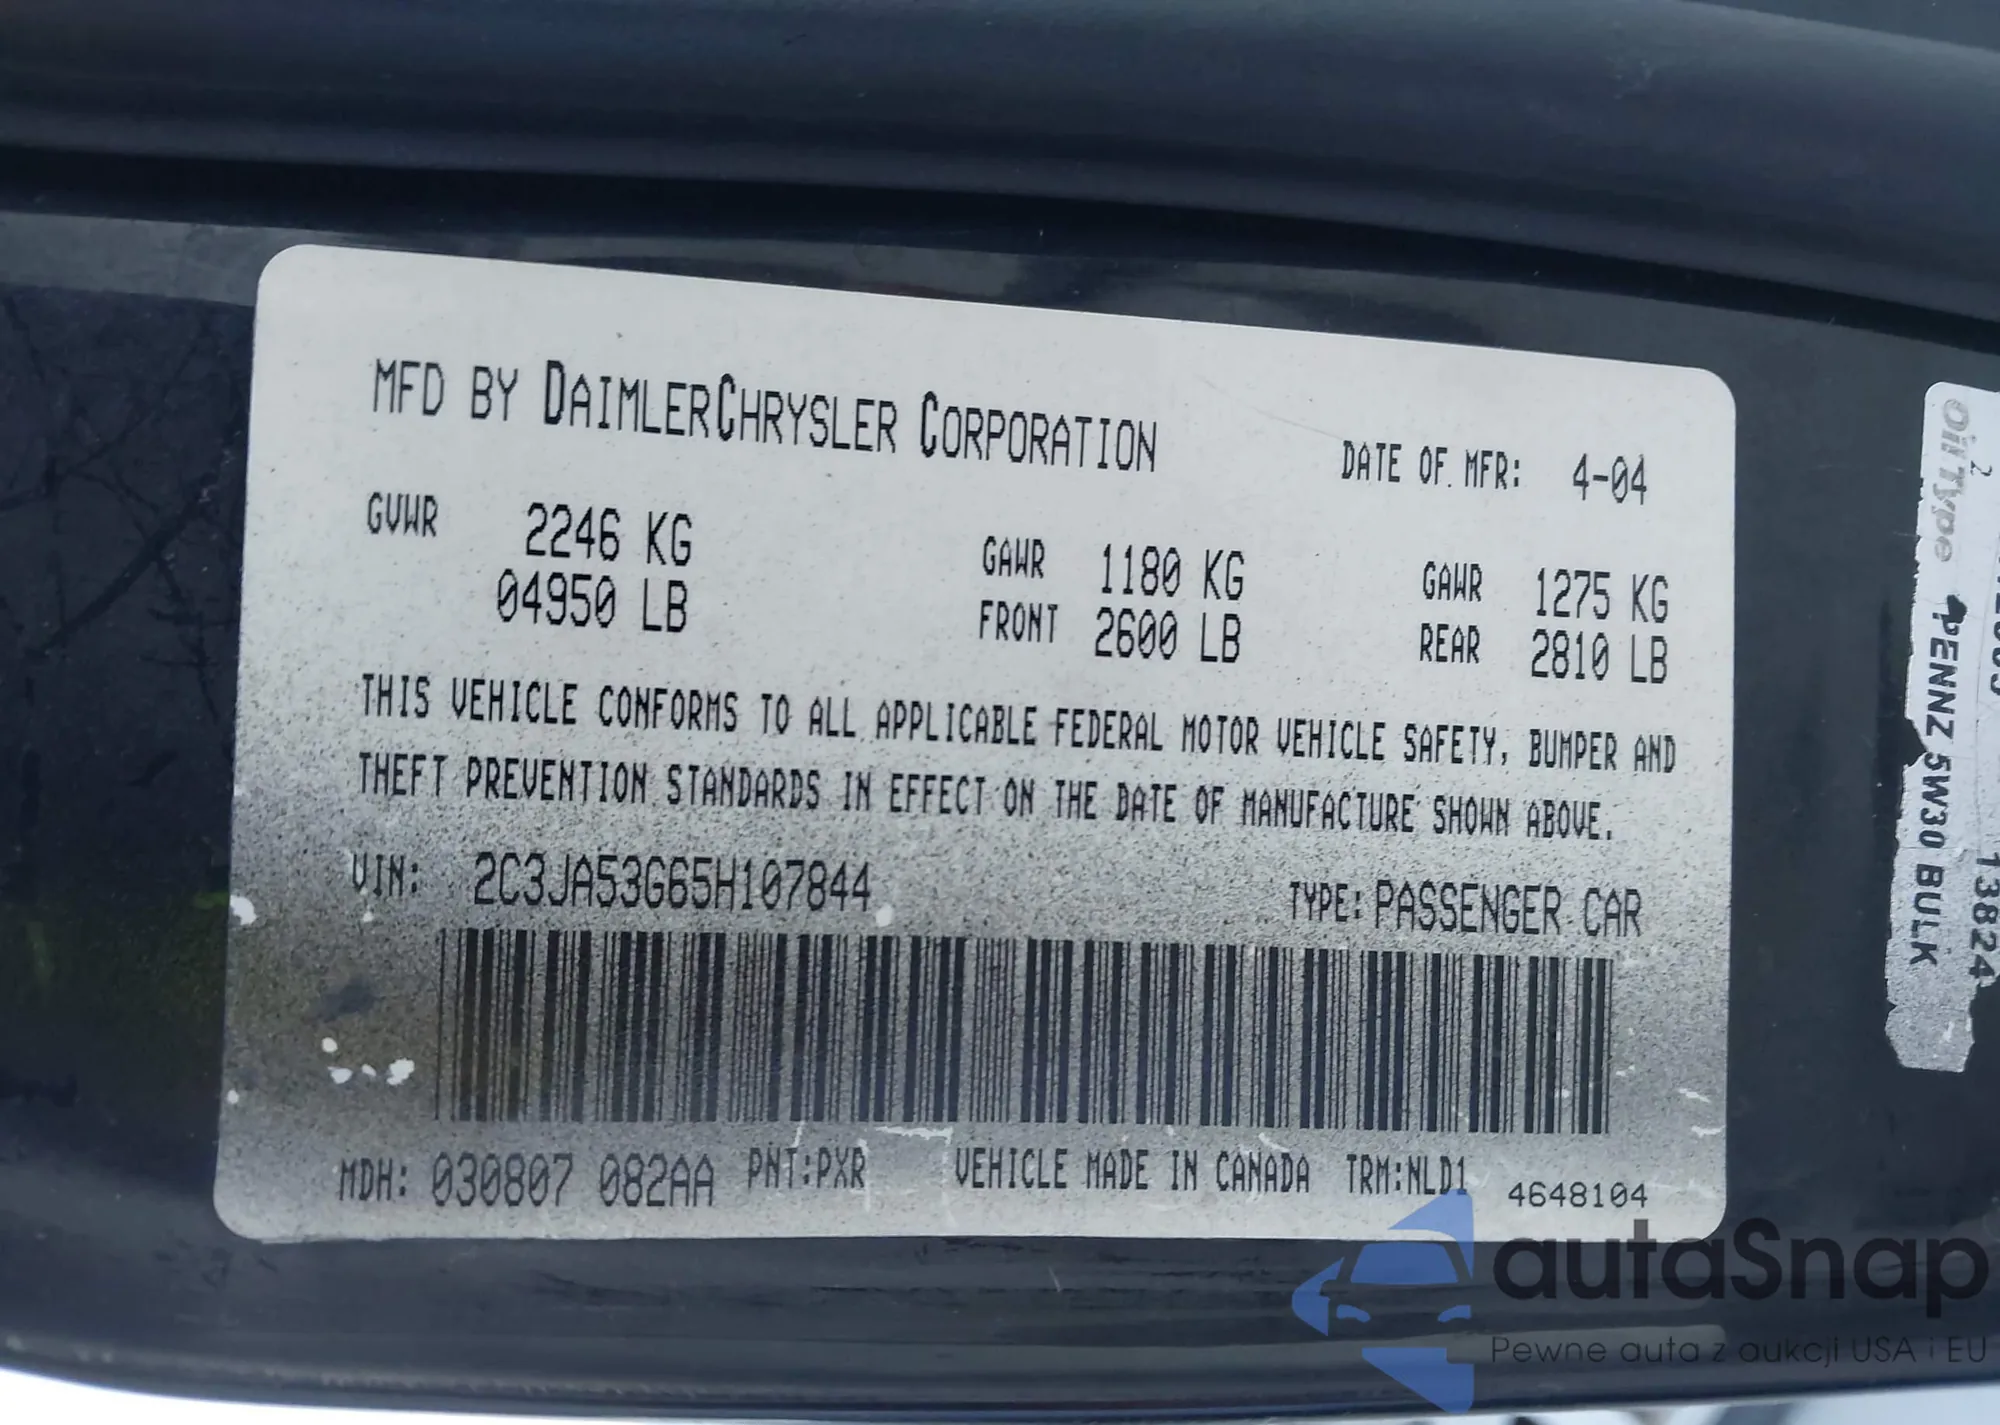 MFD BY DAIMLERCHRYSLER CORPORATION
DATE OF MFR: 4-04
GVWR 2246 KG
04950 LB
GAWR 1180 KG
FRONT 2600 LB
GAWR 1275 KG
REAR 2810 LB
THIS VEHICLE CONFORMS TO ALL APPLICABLE FEDERAL MOTOR VEHICLE SAFETY, BUMPER AND
THEFT PREVENTION STANDARDS IN EFFECT ON THE DATE OF MANUFACTURE SHOWN ABOVE.
VIN: 2C3JA53G65H107844
TYPE: PASSENGER CAR
MDH: 030807 082AA PNT:PXR VEHICLE MADE IN CANADA TRM:NLD1 4648104
Oil Type PENNZ 5W30 BULK
2
13824
autaSnap
Pewne auta z aukcji USA i EU